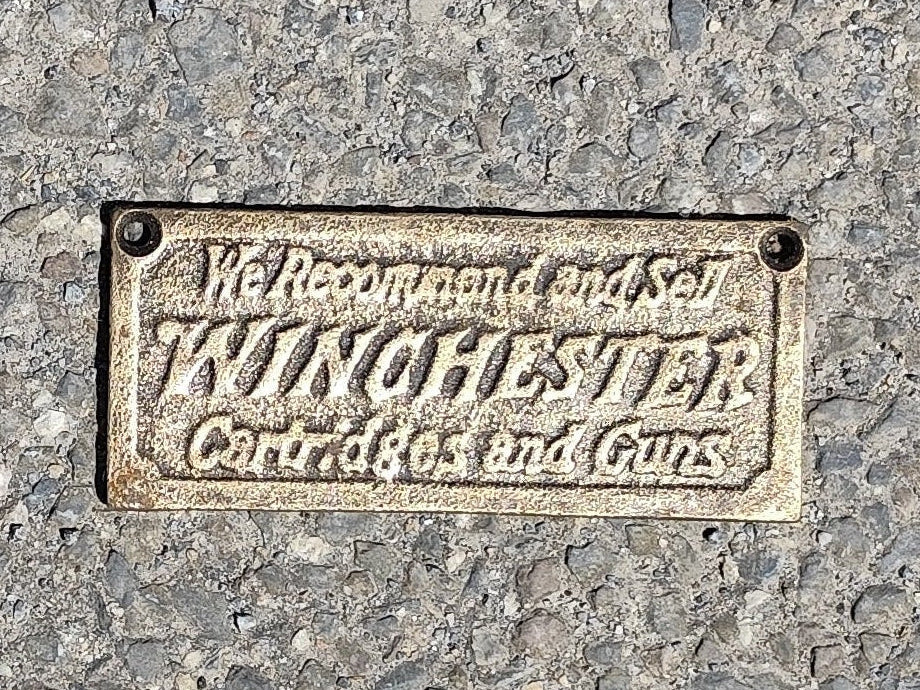 We Recommend and Sell
WINCHESTER
Cartridges and Guns